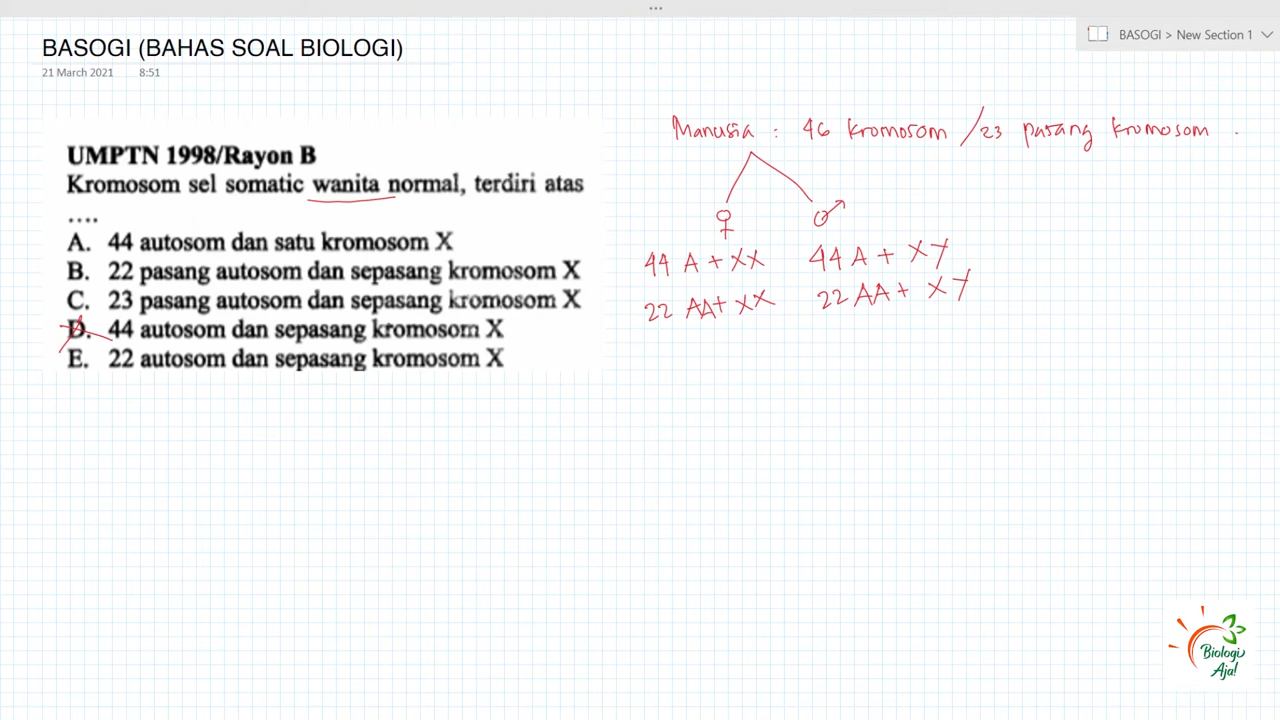 BASOGI (BAHAS SOAL BIOLOGI)
21 March 2021 8:51
BASOGI > New Section 1
UMPTN 1998/Rayon B
Kromosom sel somatic wanita normal, terdiri atas
....
A. 44 autosom dan satu kromosom X
B. 22 pasang autosom dan sepasang kromosom X
C. 23 pasang autosom dan sepasang kromosom X
D. 44 autosom dan sepasang kromosom X
E. 22 autosom dan sepasang kromosom X
Manusia : 46 kromosom / 23 pasang kromosom .
♀ ♂
44 A + XX 44 A + XY
22 AA + XX 22 AA + XY
Biologi
Aja!